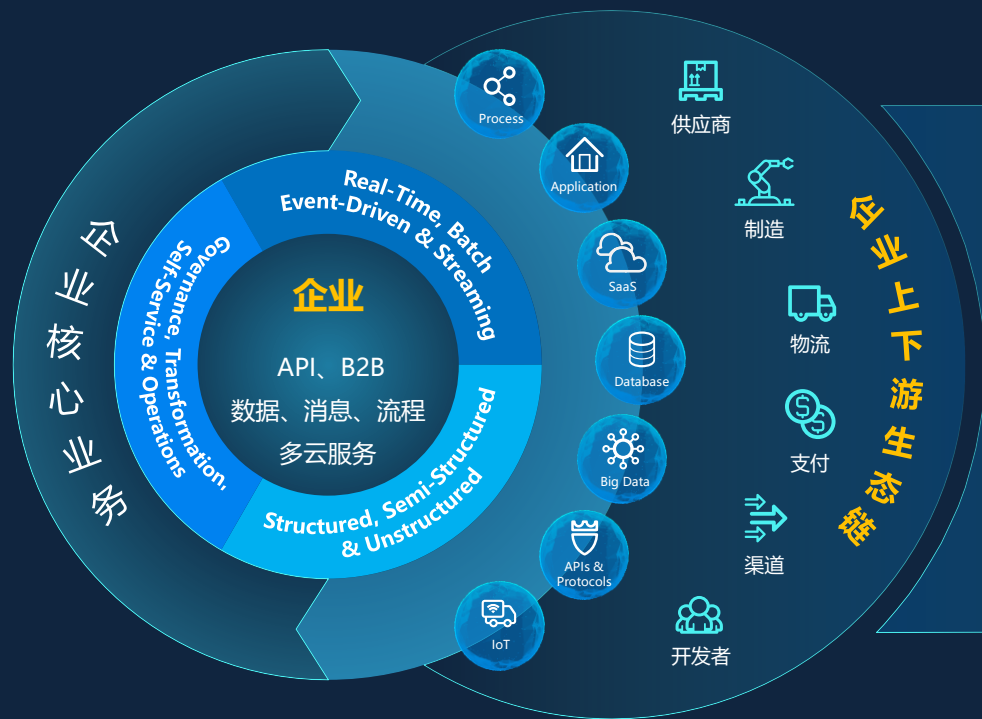 企业核心业务
Real-Time, Batch
Event-Driven & Streaming
Governance, Transformation,
Self-Service & Operations
Structured, Semi-Structured
& Unstructured
企业
API、B2B
数据、消息、流程
多云服务
Process
Application
SaaS
Database
Big Data
APIs &
Protocols
IoT
供应商
制造
物流
支付
渠道
开发者
企业上下游生态链